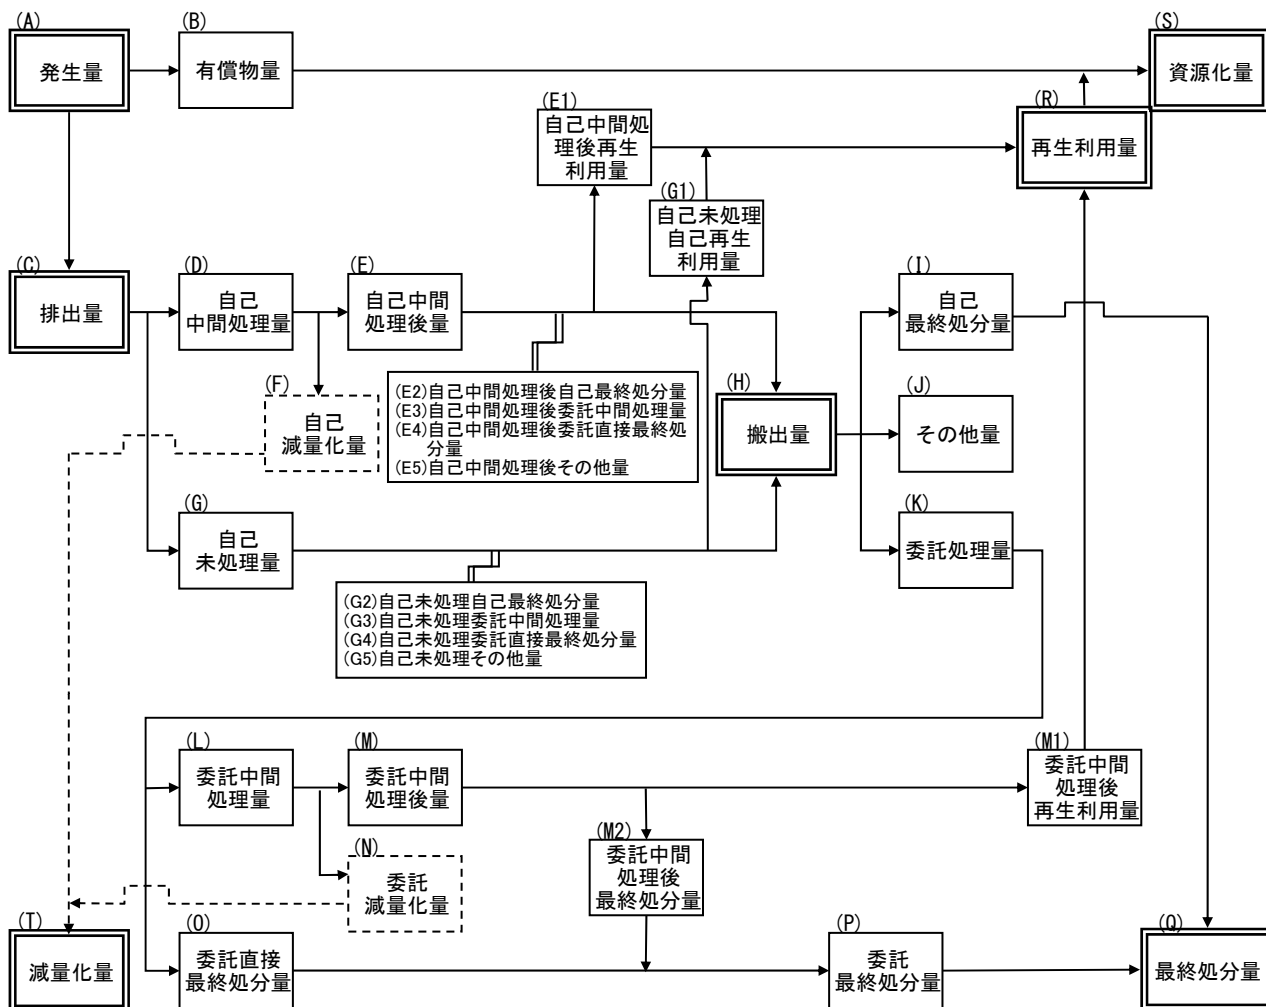 (A)
発生量
(B)
有償物量
(S)
資源化量
(E1)
自己中間処
理後再生
利用量
(R)
再生利用量
(G1)
自己未処理
自己再生
利用量
(C)
排出量
(D)
自己
中間処理量
(E)
自己中間
処理後量
(I)
自己
最終処分量
(F)
自己
減量化量
(E2)自己中間処理後自己最終処分量
(E3)自己中間処理後委託中間処理量
(E4)自己中間処理後委託直接最終処
分量
(E5)自己中間処理後その他量
(H)
搬出量
(J)
その他量
(G)
自己
未処理量
(K)
委託処理量
(G2)自己未処理自己最終処分量
(G3)自己未処理委託中間処理量
(G4)自己未処理委託直接最終処分量
(G5)自己未処理その他量
(L)
委託中間
処理量
(M)
委託中間
処理後量
(M1)
委託中間
処理後
再生利用量
(M2)
委託中間
処理後
最終処分量
(N)
委託
減量化量
(T)
減量化量
(O)
委託直接
最終処分量
(P)
委託
最終処分量
(Q)
最終処分量